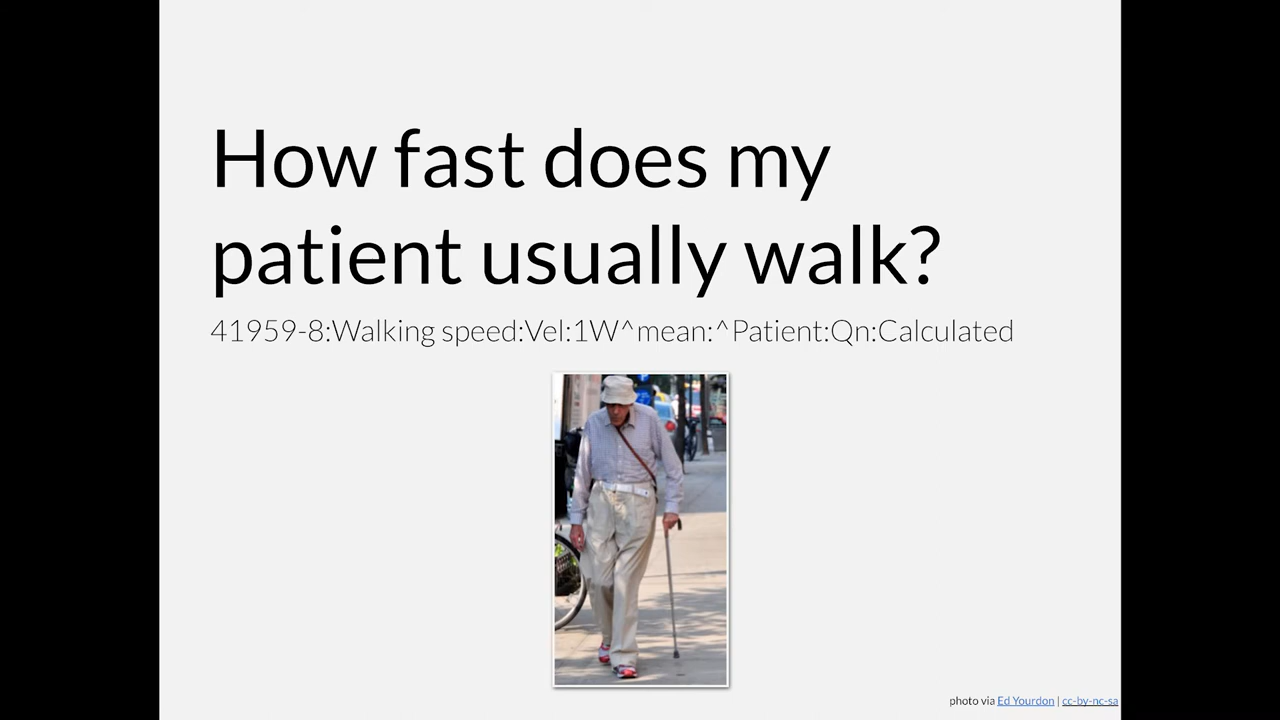 How fast does my
patient usually walk?
41959-8:Walking speed:Vel:1W^mean:^Patient:Qn:Calculated
photo via Ed Yourdon | cc-by-nc-sa